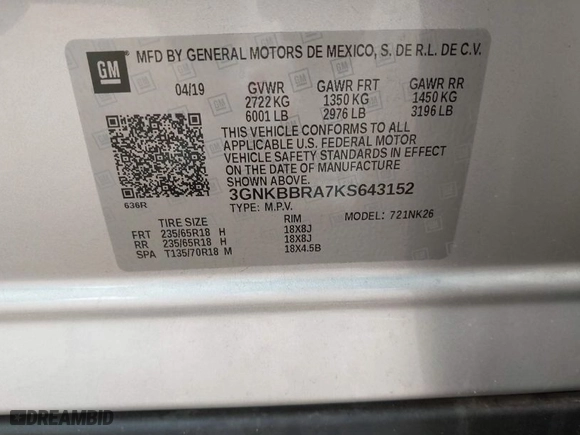 GM
MFD BY GENERAL MOTORS DE MEXICO, S. DE R.L. DE C.V.
04/19 GVWR GAWR FRT GAWR RR
2722 KG 1350 KG 1450 KG
6001 LB 2976 LB 3196 LB
THIS VEHICLE CONFORMS TO ALL
APPLICABLE U.S. FEDERAL MOTOR
VEHICLE SAFETY STANDARDS IN EFFECT
ON THE DATE OF MANUFACTURE
SHOWN ABOVE.
3GNKBBRA7KS643152
636R TYPE: M.P.V. MODEL: 721NK26
TIRE SIZE RIM
FRT 235/65R18 H 18X8J
RR 235/65R18 H 18X8J
SPA T135/70R18 M 18X4.5B
DREAMBID